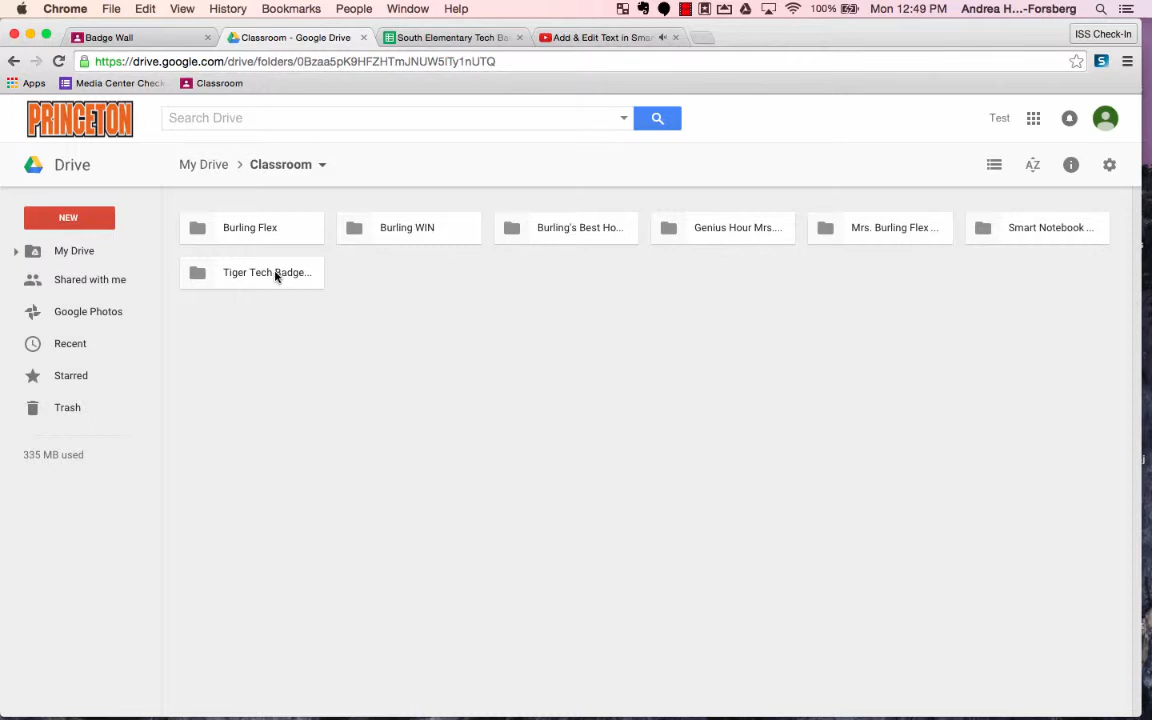 Chrome File Edit View History Bookmarks People Window Help 100% Mon 12:49 PM Andrea H...-Forsberg
Badge Wall Classroom - Google Drive South Elementary Tech Ba Add & Edit Text in Smar ISS Check-In
https://drive.google.com/drive/folders/0Bzaa5pK9HFZHTmJNUW5lTy1nUTQ
Apps Media Center Check Classroom
PRINCETON Search Drive Test
Drive My Drive > Classroom
NEW
My Drive
Shared with me
Google Photos
Recent
Starred
Trash
335 MB used
Burling Flex Burling WIN Burling's Best Ho... Genius Hour Mrs.... Mrs. Burling Flex ... Smart Notebook ...
Tiger Tech Badge...